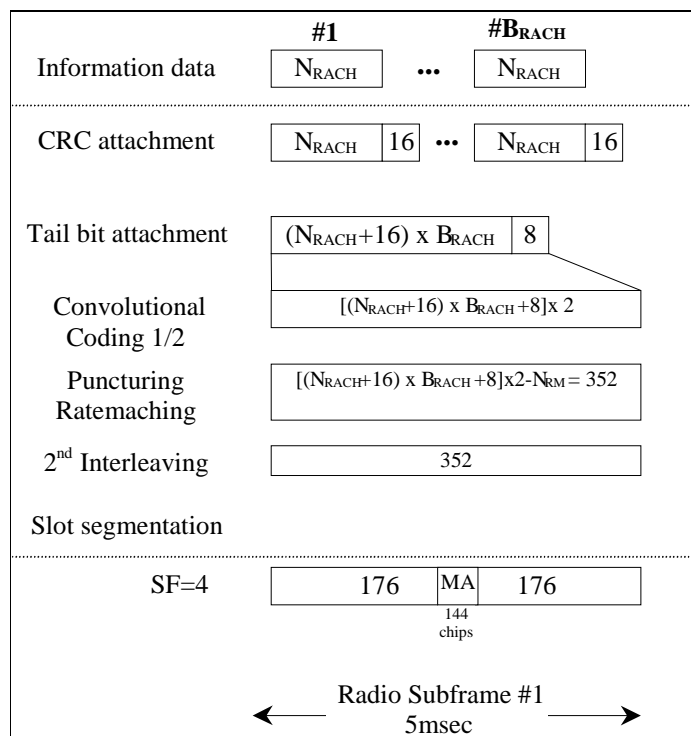 #1 #BRACH
Information data NRACH ... NRACH
CRC attachment NRACH 16 ... NRACH 16
Tail bit attachment (NRACH+16) x BRACH 8
Convolutional
Coding 1/2
[(NRACH+16) x BRACH +8]x 2
Puncturing
Ratemaching
[(NRACH+16) x BRACH +8]x2-NRM = 352
2nd Interleaving 352
Slot segmentation
SF=4 176 MA 176
144
chips
Radio Subframe #1
5msec